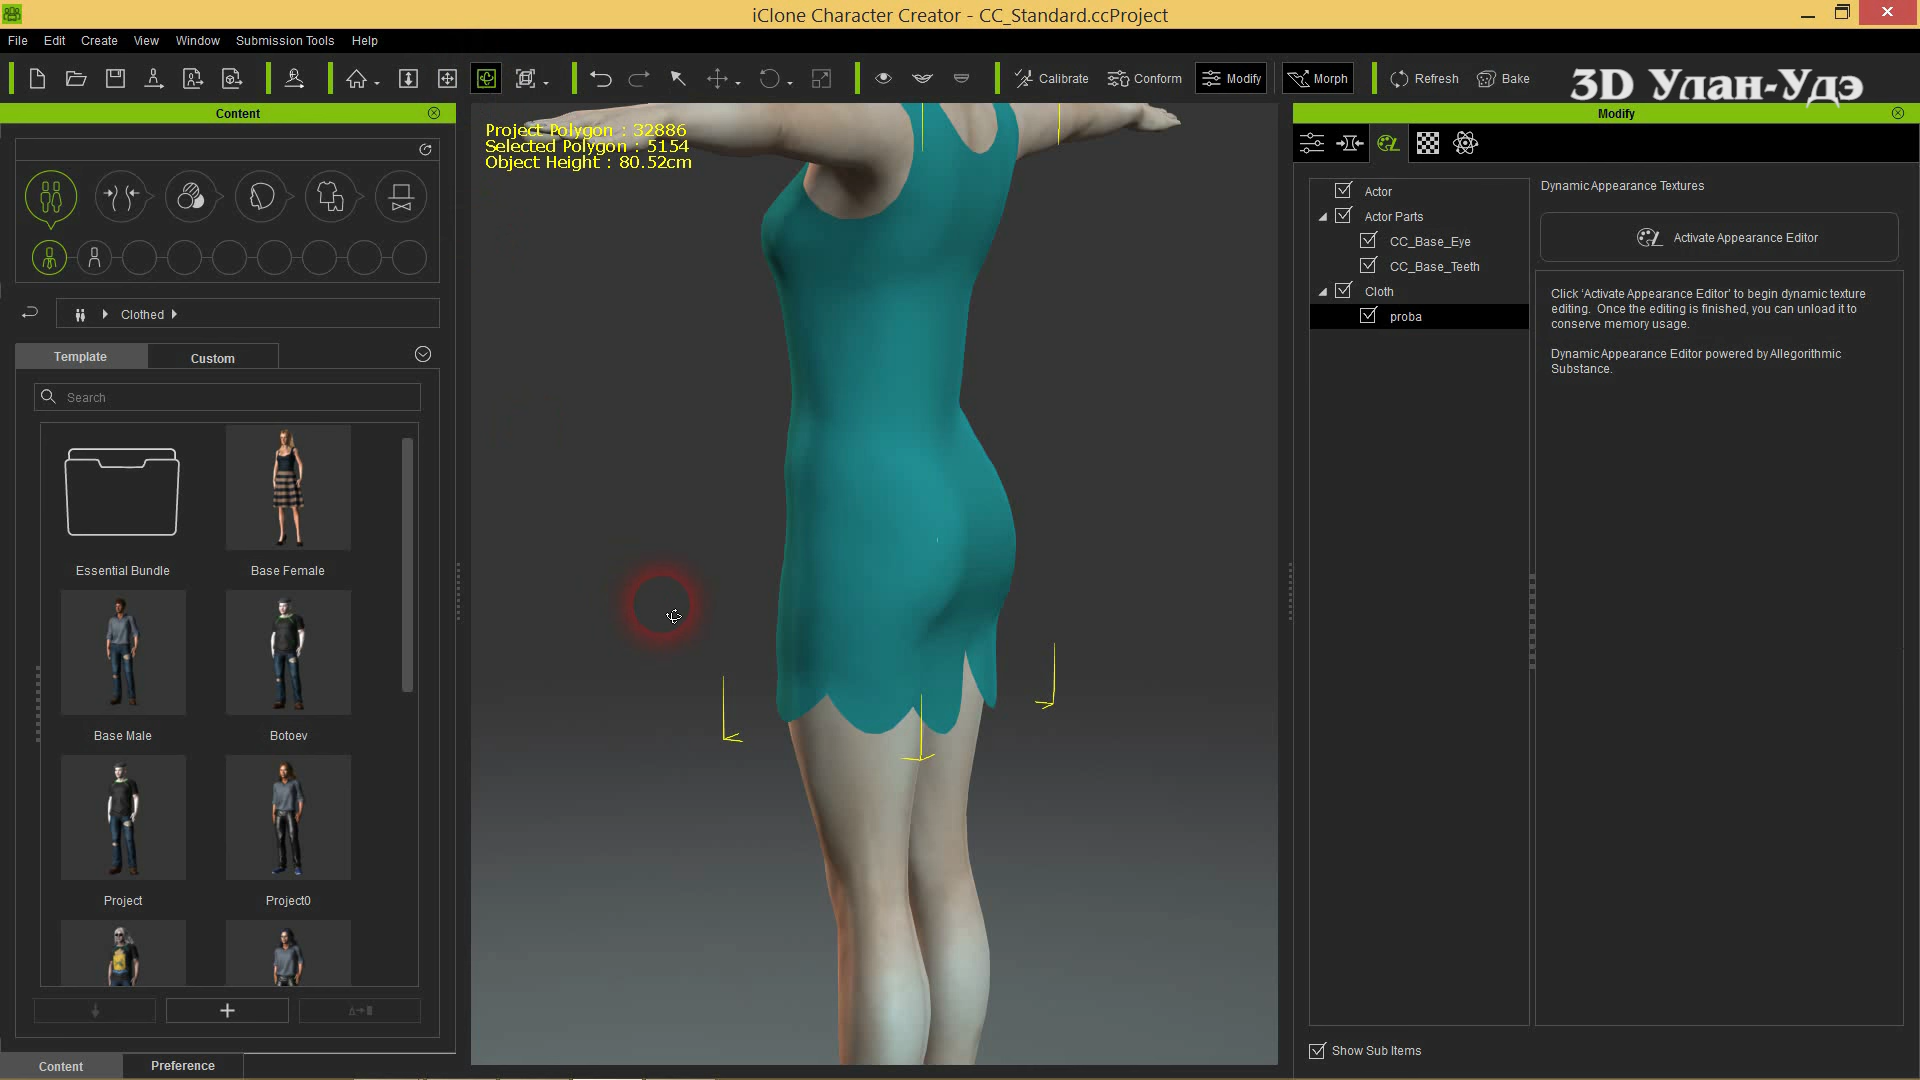 iClone Character Creator - CC_Standard.ccProject
File Edit Create View Window Submission Tools Help
Calibrate Conform Modify Morph Refresh Bake
3D Улан-Удэ
Content
Modify
Project Polygon : 32886
Selected Polygon : 5154
Object Height : 80.52cm
Clothed
Template Custom
Search
Essential Bundle Base Female
Base Male Botoev
Project Project0
Content Preference
Actor
Actor Parts
CC_Base_Eye
CC_Base_Teeth
Cloth
proba
Show Sub Items
Dynamic Appearance Textures
Activate Appearance Editor
Click 'Activate Appearance Editor' to begin dynamic texture
editing. Once the editing is finished, you can unload it to
conserve memory usage.
Dynamic Appearance Editor powered by Allegorithmic
Substance.